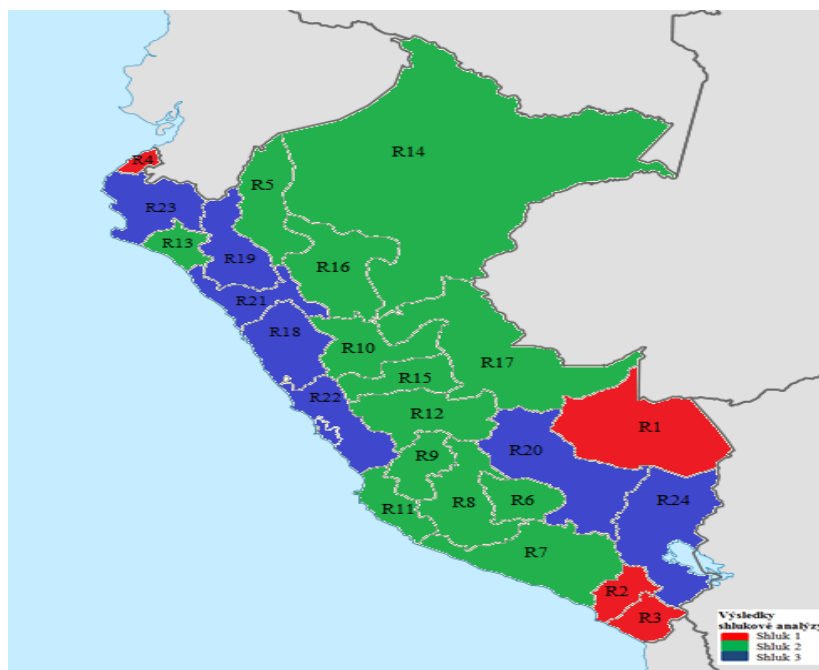 R14
R4
R5
R23
R13
R19
R16
R21
R18
R10
R17
R15
R22
R12
R1
R9
R20
R11
R8
R6
R24
R7
R2
R3
Výsledky
shlukové analýzy
Shluk 1
Shluk 2
Shluk 3